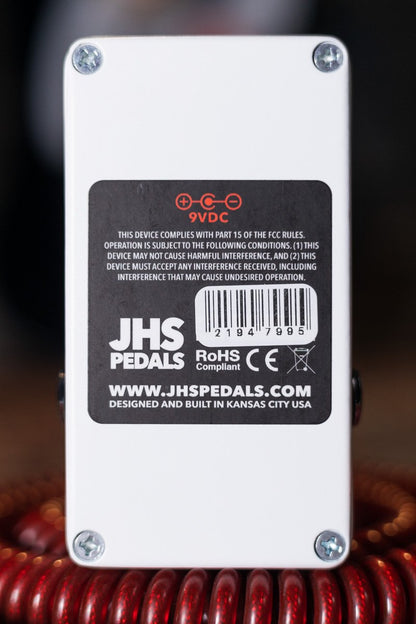 9VDC
THIS DEVICE COMPLIES WITH PART 15 OF THE FCC RULES.
OPERATION IS SUBJECT TO THE FOLLOWING CONDITIONS. (1) THIS
DEVICE MAY NOT CAUSE HARMFUL INTERFERENCE, AND (2) THIS
DEVICE MUST ACCEPT ANY INTERFERENCE RECEIVED, INCLUDING
INTERFERENCE THAT MAY CAUSE UNDESIRED OPERATION.
21947995
JHS
PEDALS
RoHS
Compliant
CE
WWW.JHSPEDALS.COM
DESIGNED AND BUILT IN KANSAS CITY USA